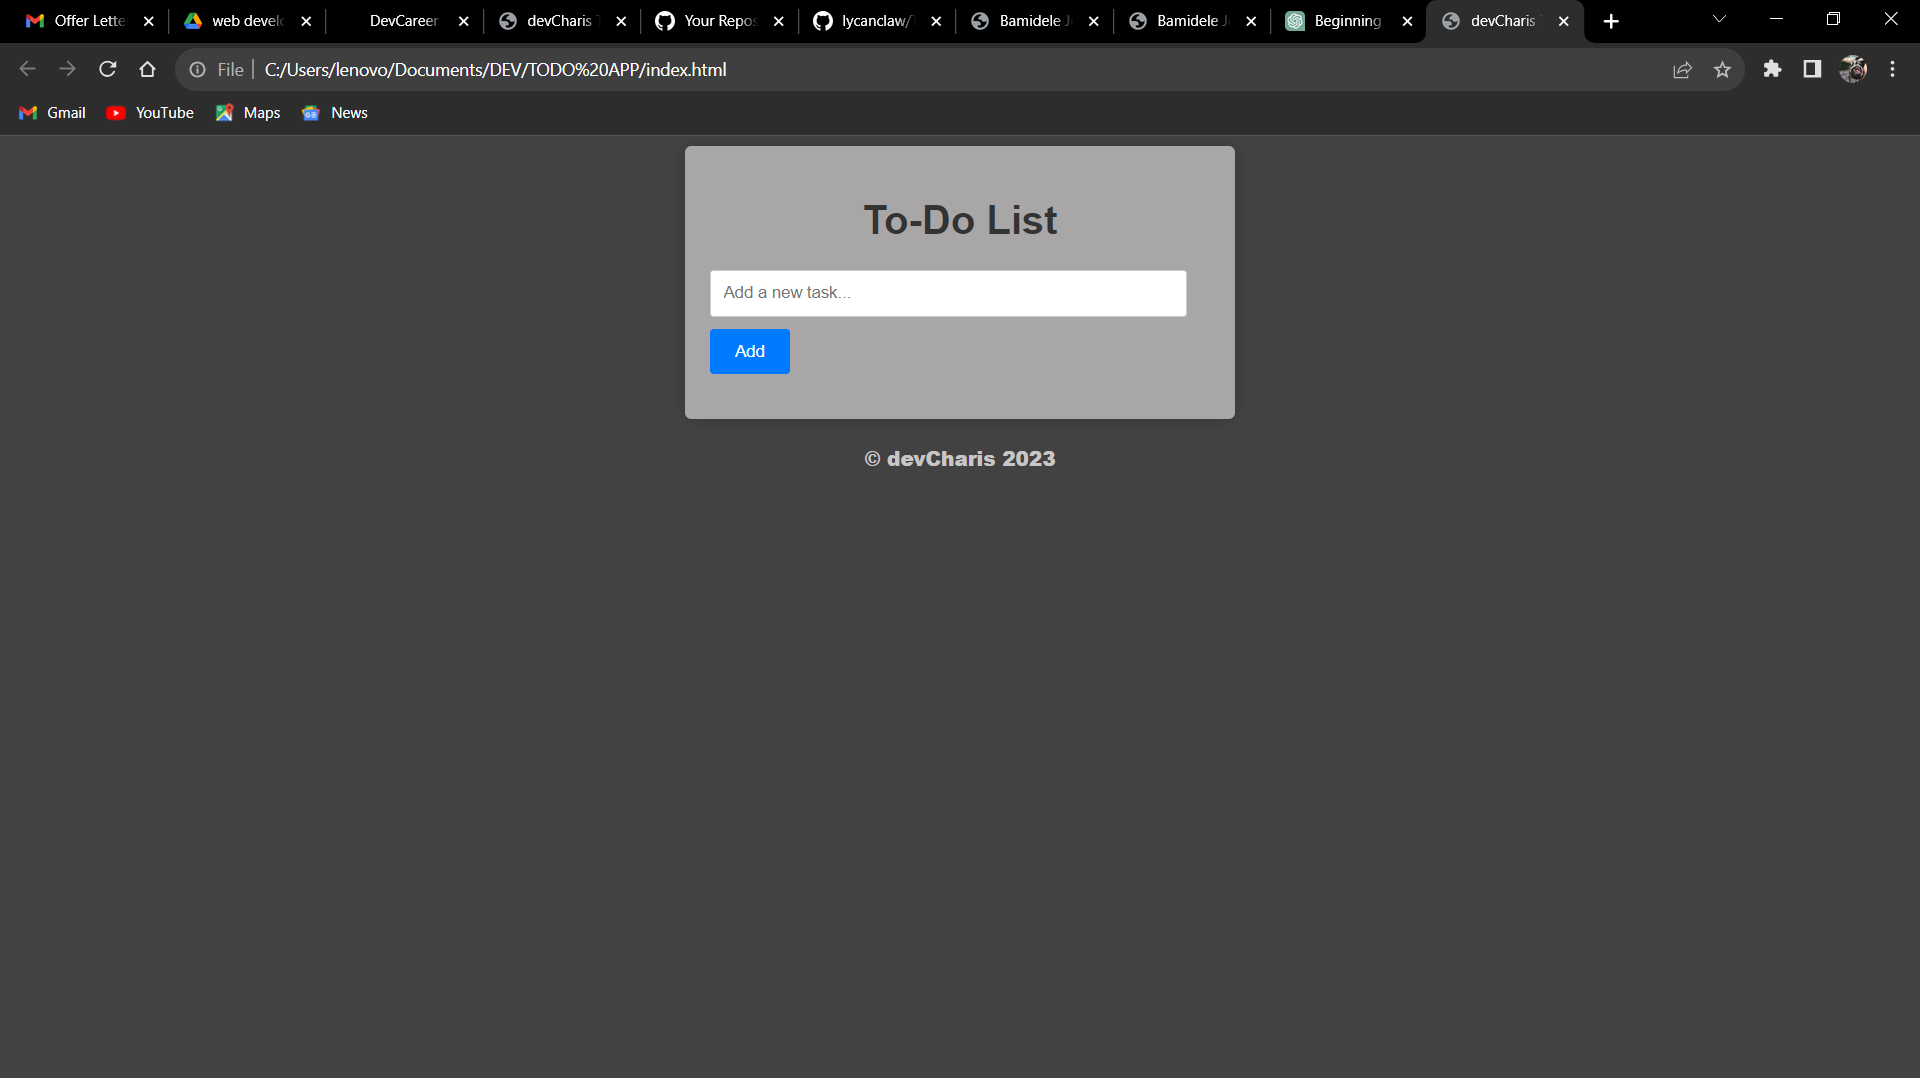 Offer Lette
web develo
DevCareer
devCharis T
Your Repos
lycanclaw/T
Bamidele J
Bamidele J
Beginning
devCharis T
File
C:/Users/lenovo/Documents/DEV/TODO%20APP/index.html
Gmail
YouTube
Maps
News
To-Do List
Add a new task...
Add
© devCharis 2023